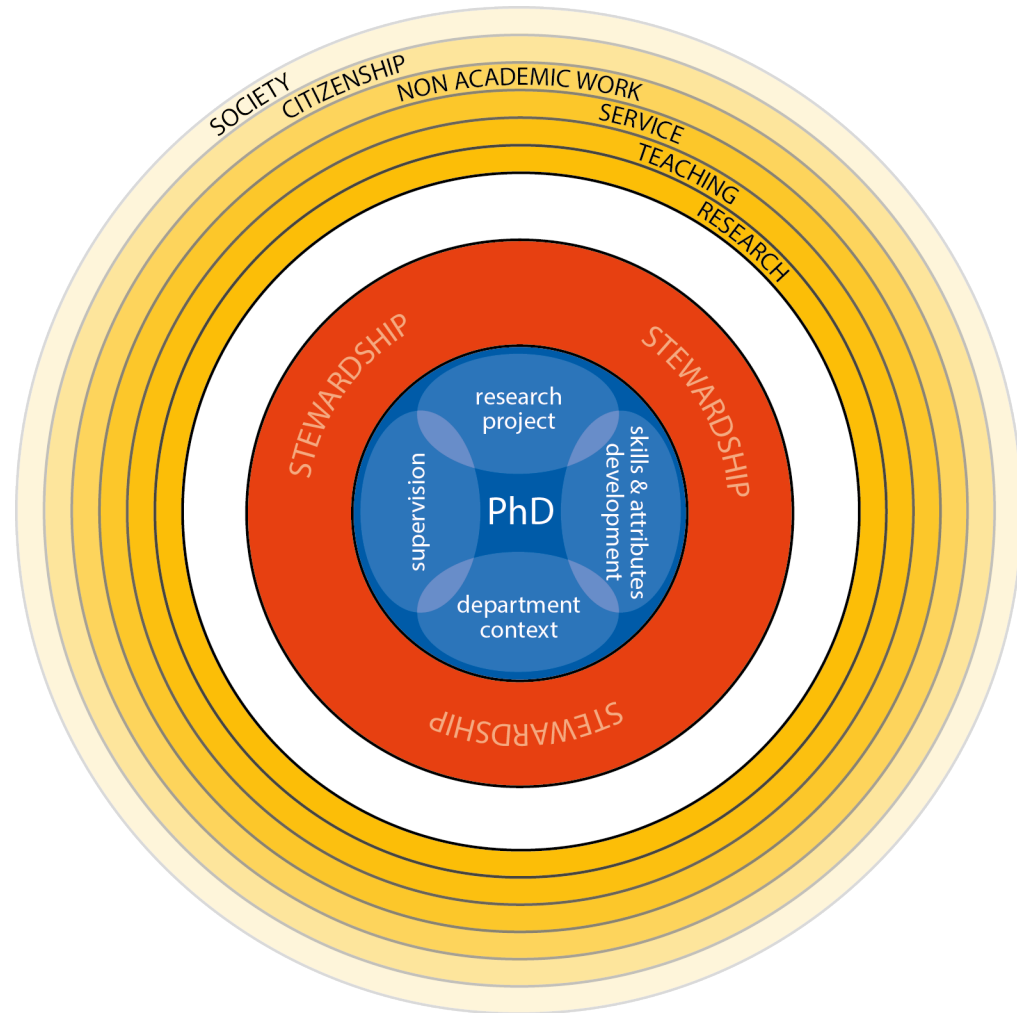 SOCIETY
CITIZENSHIP
NON ACADEMIC WORK
SERVICE
TEACHING
RESEARCH
STEWARDSHIP
STEWARDSHIP
research
project
supervision
PhD
skills & attributes
development
department
context
STEWARDSHIP